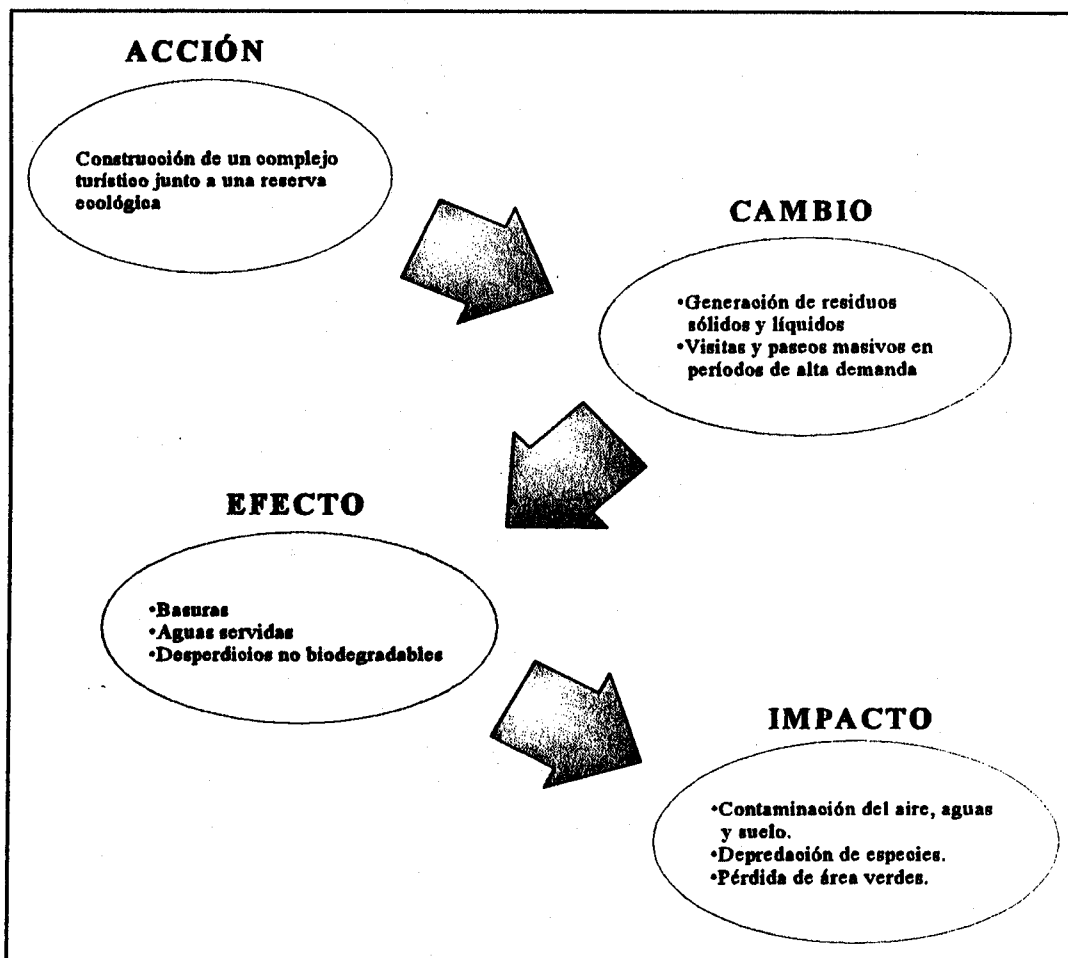 ACCIÓN
Construcción de un complejo
turístico junto a una reserva
ecológica
CAMBIO
•Generación de residuos
sólidos y líquidos
•Visitas y paseos masivos en
períodos de alta demanda
EFECTO
•Basuras
•Aguas servidas
•Desperdicios no biodegradables
IMPACTO
•Contaminación del aire, aguas
y suelo.
•Depredación de especies.
•Pérdida de área verdes.